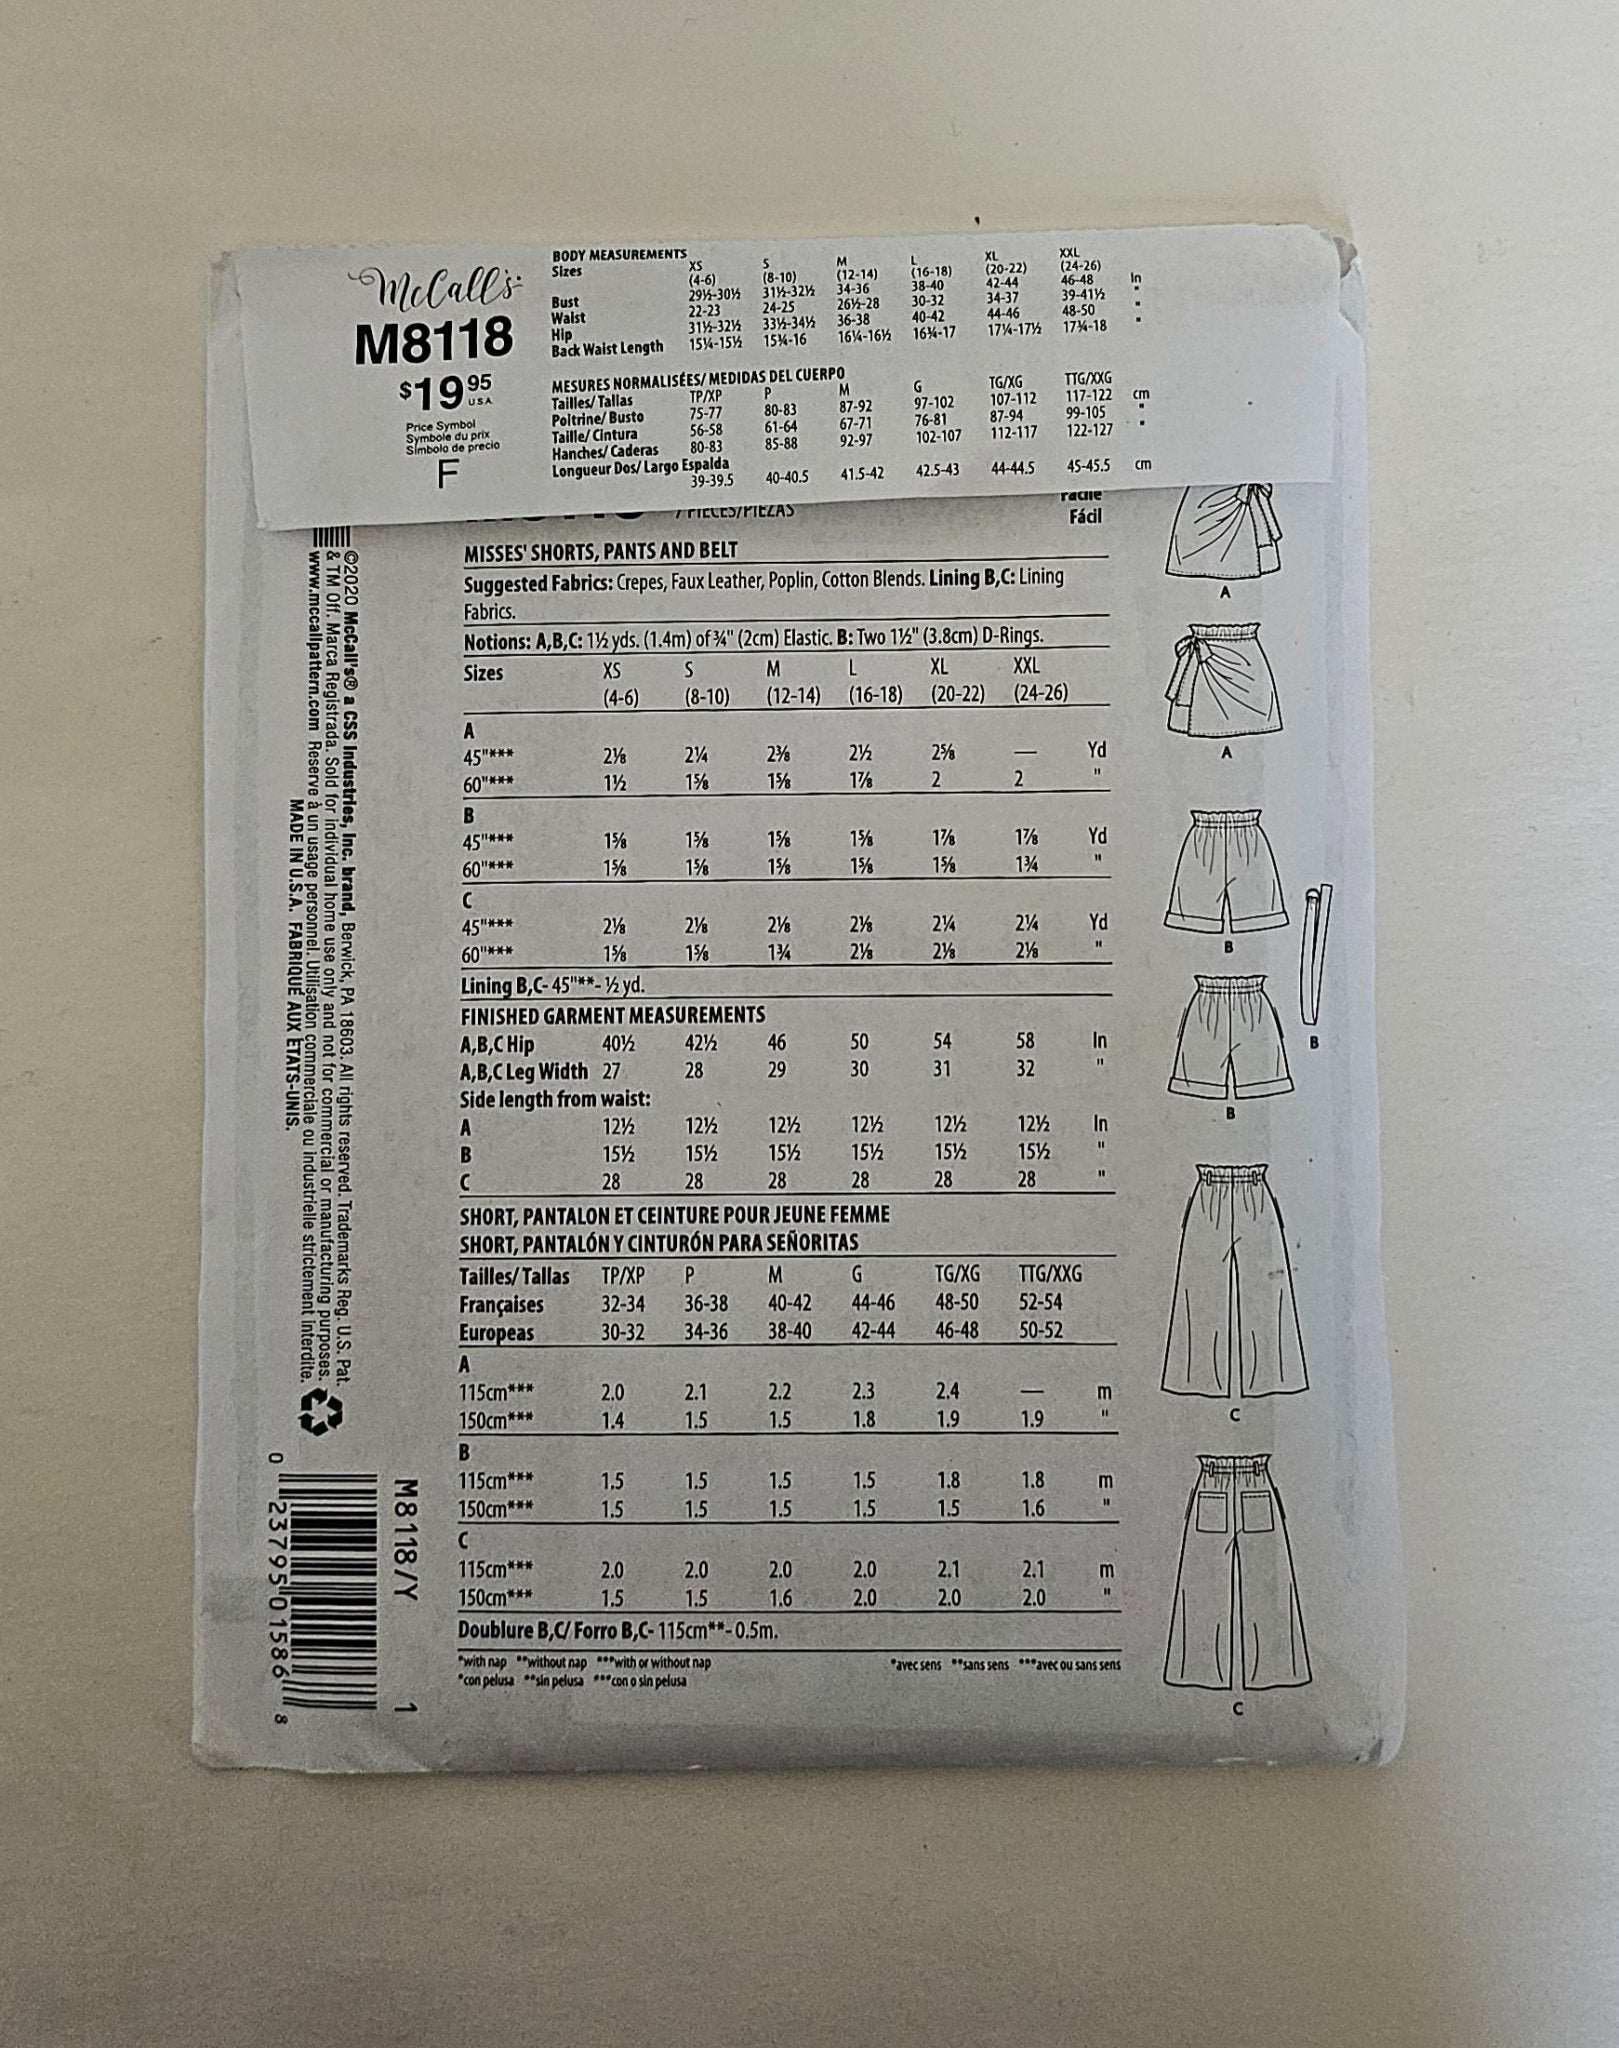 McCall's
M8118
$19.95
U.S.A.
Price Symbol
Symbole du prix
Símbolo de precio
F
BODY MEASUREMENTS
Sizes XS S M L XL XXL
(4-6) (8-10) (12-14) (16-18) (20-22) (24-26)
Bust 29½-30½ 31½-32½ 34-36 38-40 42-44 46-48 In
Waist 22-23 24-25 26½-28 30-32 34-37 39-41½ "
Hip 31½-32½ 33½-34½ 36-38 40-42 44-46 48-50 "
Back Waist Length 15¼-15½ 15¾-16 16¼-16½ 16¾-17 17¼-17½ 17¾-18
MESURES NORMALISÉES/ MEDIDAS DEL CUERPO
Tailles/ Tallas TP/XP P M G TG/XG TTG/XXG
Poitrine/ Busto 75-77 80-83 87-92 97-102 107-112 117-122 cm
Taille/ Cintura 56-58 61-64 67-71 76-81 87-94 99-105 "
Hanches/ Caderas 80-83 85-88 92-97 102-107 112-117 122-127 "
Longueur Dos/ Largo Espalda
39-39.5 40-40.5 41.5-42 42.5-43 44-44.5 45-45.5 cm
7 PIECES/PIEZAS
Facile
Fácil
MISSES' SHORTS, PANTS AND BELT
Suggested Fabrics: Crepes, Faux Leather, Poplin, Cotton Blends. Lining B,C: Lining
Fabrics.
Notions: A,B,C: 1½ yds. (1.4m) of ¾" (2cm) Elastic. B: Two 1½" (3.8cm) D-Rings.
Sizes XS S M L XL XXL
(4-6) (8-10) (12-14) (16-18) (20-22) (24-26)
A
45"*** 2⅛ 2¼ 2⅜ 2½ 2⅝ — Yd
60"*** 1½ 1⅝ 1⅝ 1⅞ 2 2 "
B
45"*** 1⅝ 1⅝ 1⅝ 1⅝ 1⅞ 1⅞ Yd
60"*** 1⅝ 1⅝ 1⅝ 1⅝ 1⅝ 1¾ "
C
45"*** 2⅛ 2⅛ 2⅛ 2⅛ 2¼ 2¼ Yd
60"*** 1⅝ 1⅝ 1¾ 2⅛ 2⅛ 2⅛ "
Lining B,C- 45"**- ½ yd.
FINISHED GARMENT MEASUREMENTS
A,B,C Hip 40½ 42½ 46 50 54 58 In
A,B,C Leg Width 27 28 29 30 31 32 "
Side length from waist:
A 12½ 12½ 12½ 12½ 12½ 12½ In
B 15½ 15½ 15½ 15½ 15½ 15½ "
C 28 28 28 28 28 28 "
SHORT, PANTALON ET CEINTURE POUR JEUNE FEMME
SHORT, PANTALÓN Y CINTURÓN PARA SEÑORITAS
Tailles/ Tallas TP/XP P M G TG/XG TTG/XXG
Françaises 32-34 36-38 40-42 44-46 48-50 52-54
Europeas 30-32 34-36 38-40 42-44 46-48 50-52
A
115cm*** 2.0 2.1 2.2 2.3 2.4 — m
150cm*** 1.4 1.5 1.5 1.8 1.9 1.9 "
B
115cm*** 1.5 1.5 1.5 1.5 1.8 1.8 m
150cm*** 1.5 1.5 1.5 1.5 1.5 1.6 "
C
115cm*** 2.0 2.0 2.0 2.0 2.1 2.1 m
150cm*** 1.5 1.5 1.6 2.0 2.0 2.0 "
Doublure B,C/ Forro B,C- 115cm**- 0.5m.
*with nap **without nap ***with or without nap *avec sens **sans sens ***avec ou sans sens
*con pelusa **sin pelusa ***con o sin pelusa
A
A
B
B
B
C
C
©2020 McCall's® a CSS Industries, Inc. brand, Berwick, PA 18603. All rights reserved. Trademarks Reg. U.S. Pat.
& TM Off. Marca Registrada. Sold for individual home use only and not for commercial or manufacturing purposes.
www.mccallpattern.com Reserve à un usage personnel. Utilisation commerciale ou industrielle strictement interdite.
MADE IN U.S.A. FABRIQUÉ AUX ÉTATS-UNIS.
M8118/Y 1
0 23795 01586 8